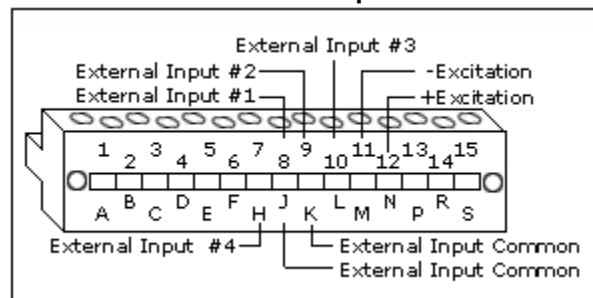 External Input #3
External Input #2
-Excitation
External Input #1
+Excitation
1 2 3 4 5 6 7 8 9 10 11 12 13 14 15
A B C D E F H J K L M N P R S
External Input #4
External Input Common
External Input Common